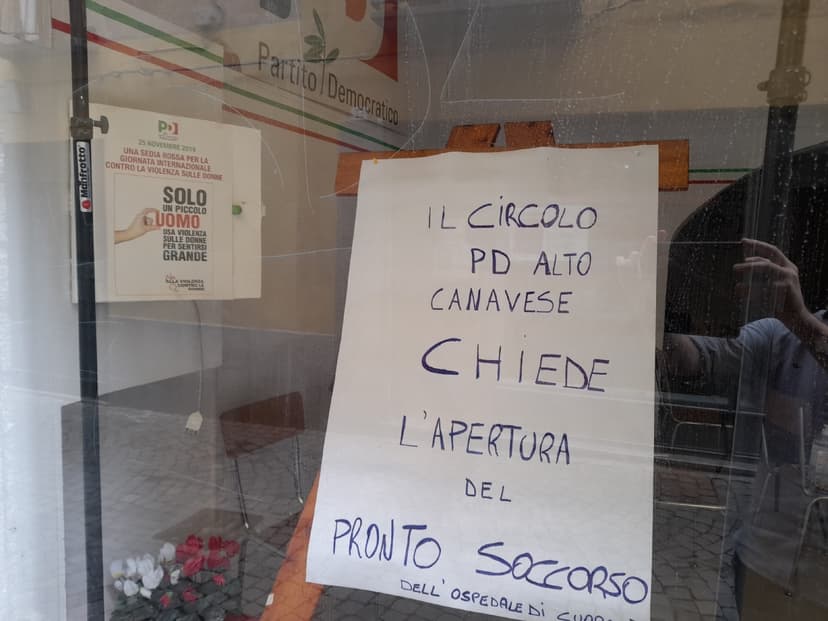 Partito Democratico
PD
25 NOVEMBRE 2019
UNA SEDIA ROSSA PER LA
GIORNATA INTERNAZIONALE
CONTRO LA VIOLENZA SULLE DONNE
SOLO
UN PICCOLO
UOMO
USA VIOLENZA
SULLE DONNE
PER SENTIRSI
GRANDE
Manfrotto
IL CIRCOLO
PD ALTO
CANAVESE
CHIEDE
L'APERTURA
DEL
PRONTO SOCCORSO
DELL'OSPEDALE DI